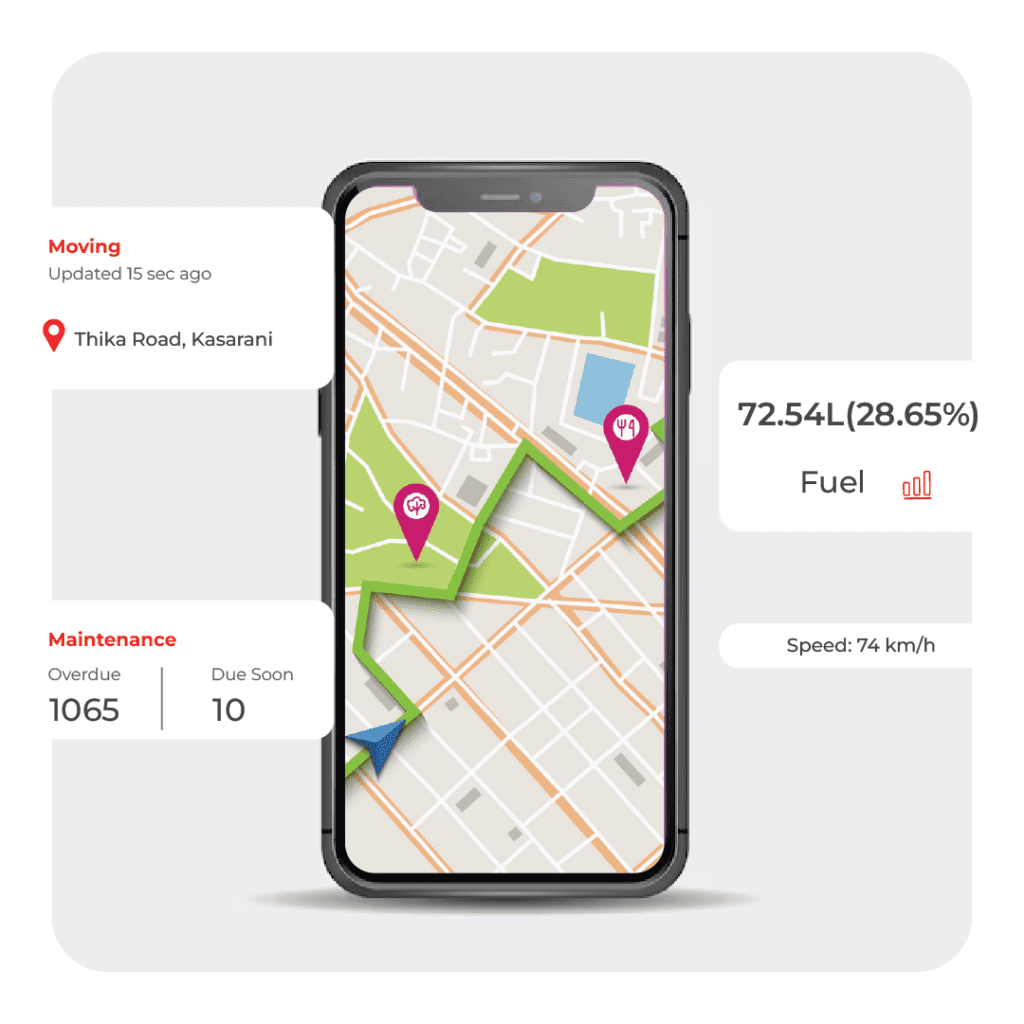 Moving
Updated 15 sec ago
Thika Road, Kasarani
72.54L(28.65%)
Fuel
Maintenance
Overdue
Due Soon
1065
10
Speed: 74 km/h